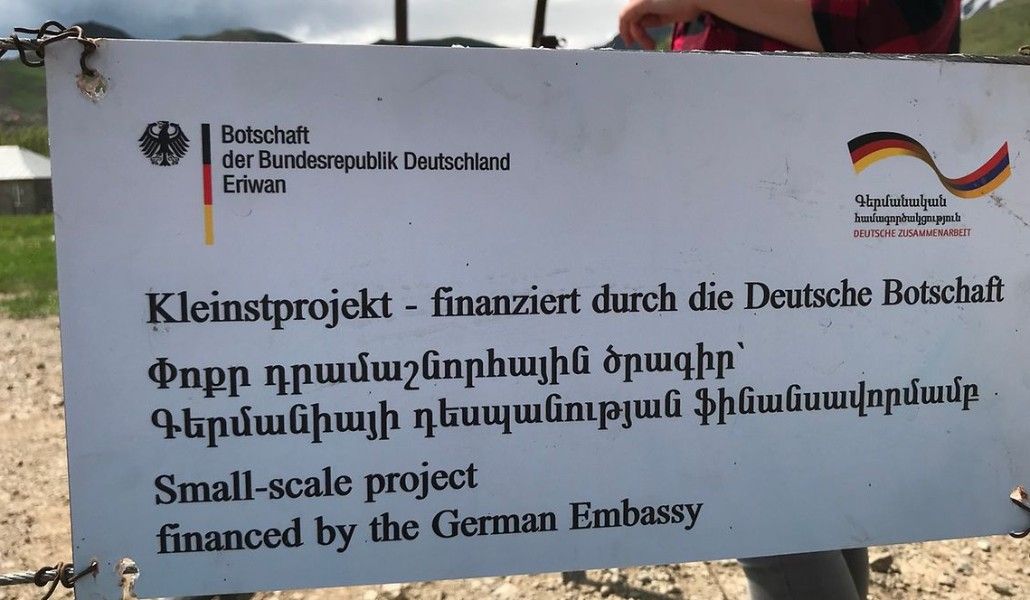 Botschaft
der Bundesrepublik Deutschland
Eriwan
Գերմանական
համագործակցություն
DEUTSCHE ZUSAMMENARBEIT
Kleinstprojekt - finanziert durch die Deutsche Botschaft
Փոքր դրամաշնորհային ծրագիր՝
Գերմանիայի դեսպանության ֆինանսավորմամբ
Small-scale project
financed by the German Embassy